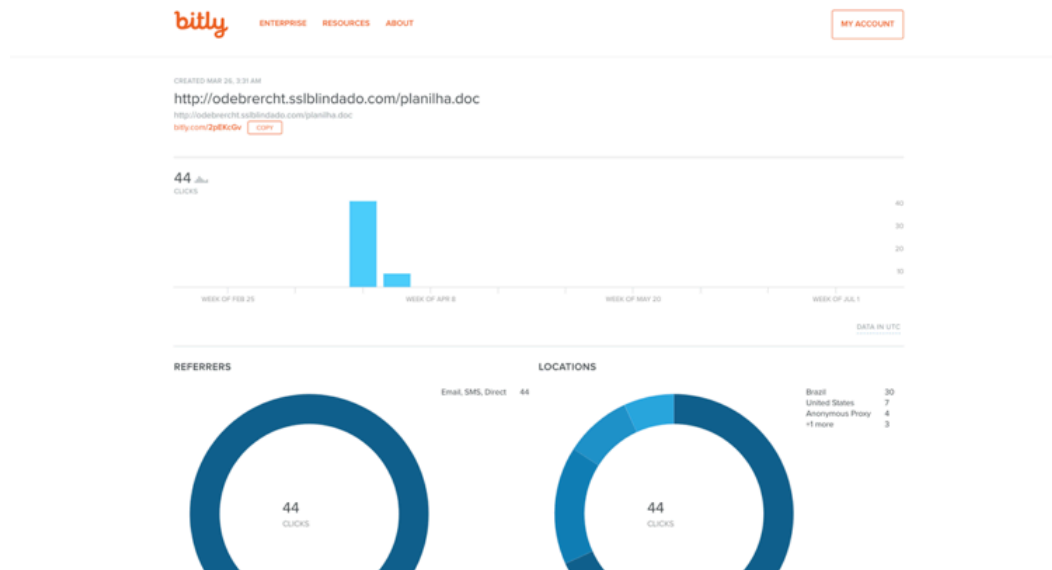 bitly ENTERPRISE RESOURCES ABOUT MY ACCOUNT
CREATED MAR 26, 3:31 AM
http://odebrercht.sslblindado.com/planilha.doc
http://odebrercht.sslblindado.com/planilha.doc
bitly.com/2pEKcGv COPY
44
CLICKS
40
30
20
10
WEEK OF FEB 25 WEEK OF APR 8 WEEK OF MAY 20 WEEK OF JUL 1
DATA IN UTC
REFERRERS
Email, SMS, Direct 44
44
CLICKS
LOCATIONS
Brazil 30
United States 7
Anonymous Proxy 4
+1 more 3
44
CLICKS